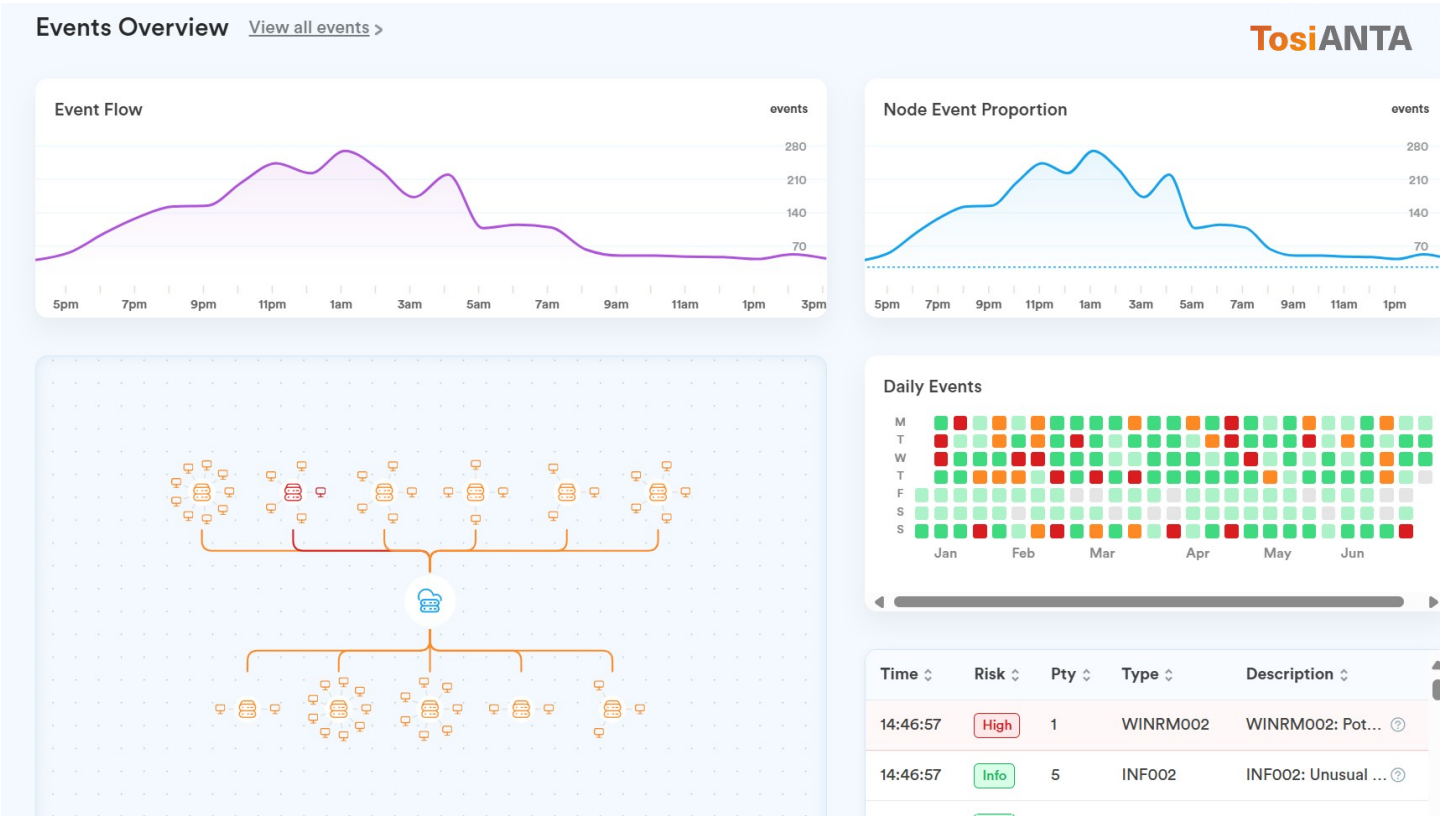 Events Overview View all events >
TosiANTA
Event Flow events
280
210
140
70
5pm 7pm 9pm 11pm 1am 3am 5am 7am 9am 11am 1pm 3pm
Node Event Proportion events
280
210
140
70
5pm 7pm 9pm 11pm 1am 3am 5am 7am 9am 11am 1pm
Daily Events
M
T
W
T
F
S
S
Jan Feb Mar Apr May Jun
Time Risk Pty Type Description
14:46:57 High 1 WINRM002 WINRM002: Pot... ?
14:46:57 Info 5 INF002 INF002: Unusual ... ?